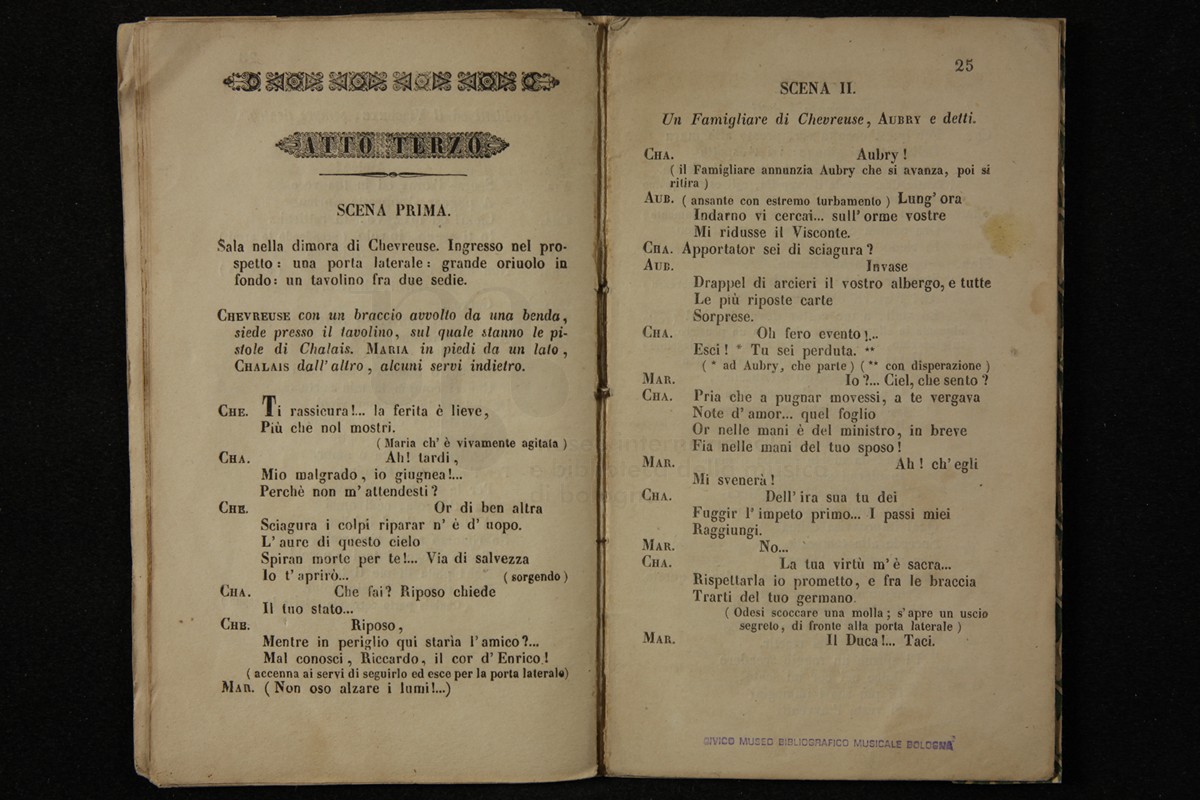 ATTO TERZO
SCENA PRIMA.
Sala nella dimora di Chevreuse. Ingresso nel pro-
spetto: una porta laterale: grande oriuolo in
fondo: un tavolino fra due sedie.
CHEVREUSE con un braccio avvolto da una benda,
siede presso il tavolino, sul quale stanno le pi-
stole di Chalais. MARIA in piedi da un lato,
CHALAIS dall' altro, alcuni servi indietro.
CHE. Ti rassicura!... la ferita è lieve,
Più che nol mostri.
( Maria ch' è vivamente agitata )
CHA. Ah! tardi,
Mio malgrado, io giugnea!...
Perchè non m' attendesti?
CHE. Or di ben altra
Sciagura i colpi riparar n' è d' uopo.
L' aure di questo cielo
Spiran morte per te!... Via di salvezza
Io t' aprirò... ( sorgendo )
CHA. Che fai? Riposo chiede
Il tuo stato...
CHE. Riposo,
Mentre in periglio qui staria l' amico?...
Mal conosci, Riccardo, il cor d' Enrico!
( accenna ai servi di seguirlo ed esce per la porta laterale)
MAR. ( Non oso alzare i lumi!...)
25
SCENA II.
Un Famigliare di Chevreuse, AUBRY e detti.
CHA. Aubry!
( il Famigliare annunzia Aubry che si avanza, poi si
ritira )
AUB. ( ansante con estremo turbamento ) Lung' ora
Indarno vi cercai... sull' orme vostre
Mi ridusse il Visconte.
CHA. Apportator sei di sciagura?
AUB. Invase
Drappel di arcieri il vostro albergo, e tutte
Le più riposte carte
Sorprese.
CHA. Oh fero evento!...
Esci! * Tu sei perduta. **
( * ad Aubry, che parte) ( ** con disperazione )
MAR. Io?... Ciel, che sento?
CHA. Pria che a pugnar movessi, a te vergava
Note d' amor... quel foglio
Or nelle mani è del ministro, in breve
Fia nelle mani del tuo sposo!
MAR. Ah! ch' egli
Mi svenerà!
CHA. Dell' ira sua tu dei
Fuggir l' impeto primo... I passi miei
Raggiungi.
MAR. No...
CHA. La tua virtù m' è sacra...
Rispettarla io prometto, e fra le braccia
Trarti del tuo germano.
( Odesi scoccare una molla; s' apre un uscio
segreto, di fronte alla porta laterale )
MAR. Il Duca!... Taci.
CIVICO MUSEO BIBLIOGRAFICO MUSICALE BOLOGNA